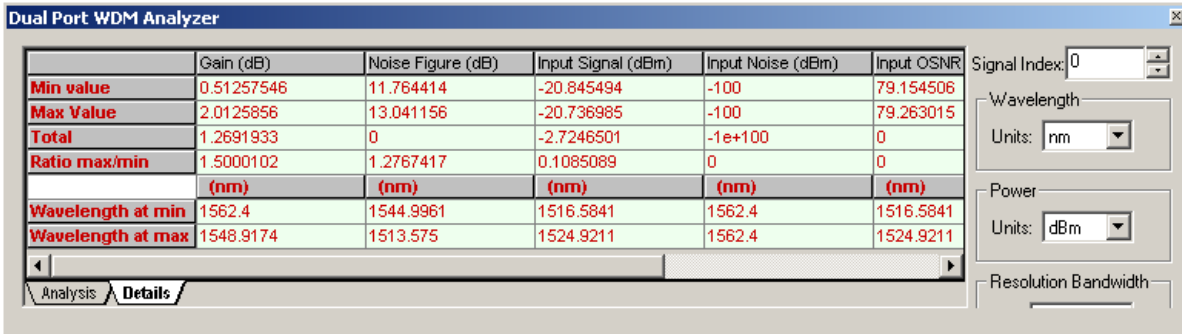 Dual Port WDM Analyzer
Gain (dB) Noise Figure (dB) Input Signal (dBm) Input Noise (dBm) Input OSNR
Min value 0.51257546 11.764414 -20.845494 -100 79.154506
Max Value 2.0125856 13.041156 -20.736985 -100 79.263015
Total 1.2691933 0 -2.7246501 -1e+100 0
Ratio max/min 1.5000102 1.2767417 0.1085089 0 0
(nm) (nm) (nm) (nm) (nm)
Wavelength at min 1562.4 1544.9961 1516.5841 1562.4 1516.5841
Wavelength at max 1548.9174 1513.575 1524.9211 1562.4 1524.9211
Analysis Details
Signal Index: 0
Wavelength
Units: nm
Power
Units: dBm
Resolution Bandwidth